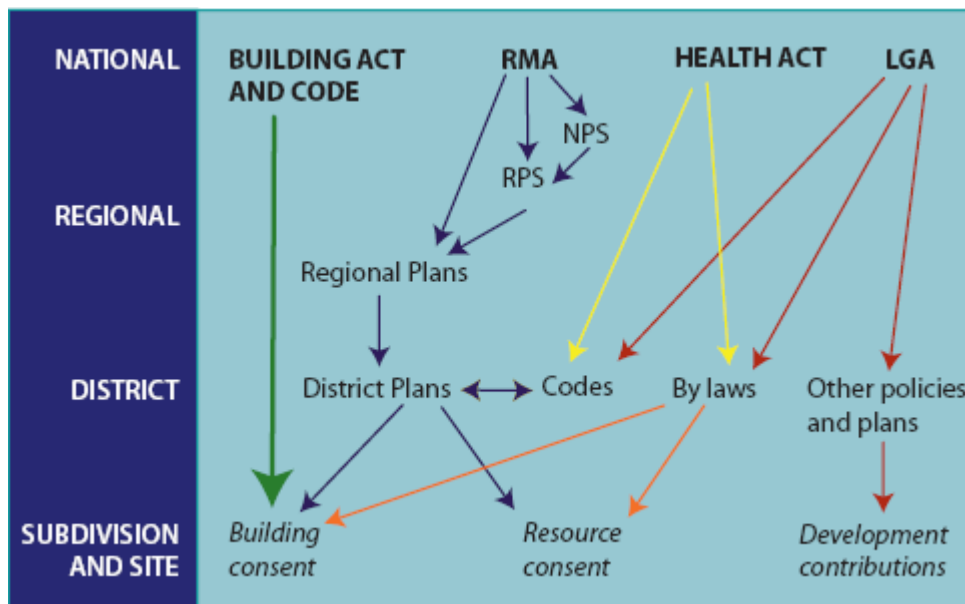 NATIONAL
BUILDING ACT
AND CODE
RMA
HEALTH ACT
LGA
NPS
RPS
REGIONAL
Regional Plans
DISTRICT
District Plans
Codes
By laws
Other policies
and plans
SUBDIVISION
AND SITE
Building
consent
Resource
consent
Development
contributions